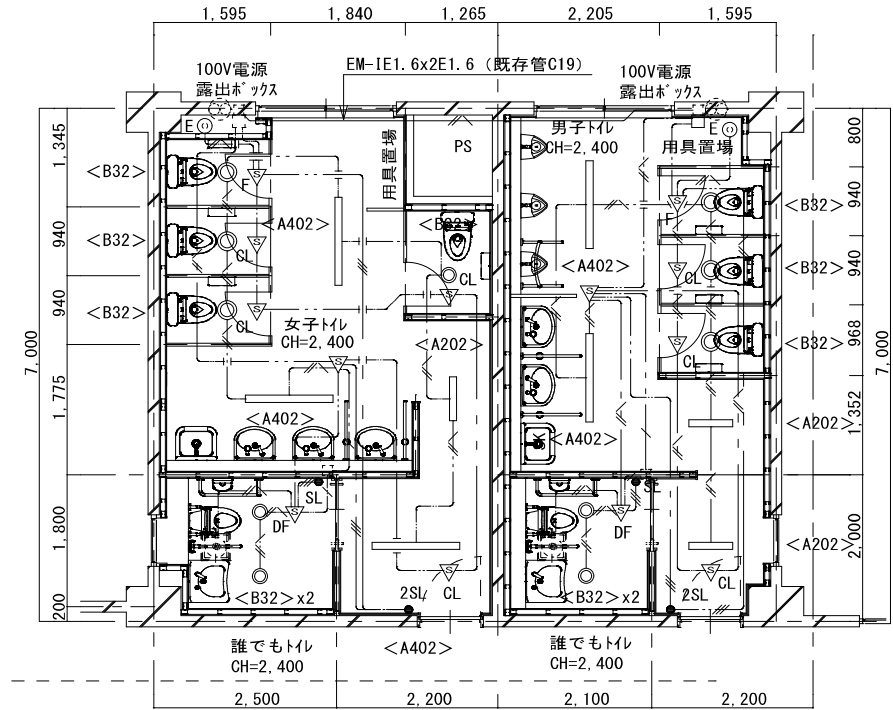 1,595
1,840
1,265
2,205
1,595
100V電源
露出ボックス
EM-IE1.6x2E1.6（既存管C19）
100V電源
露出ボックス
E
用具置場
PS
男子トイレ
CH=2,400
E
用具置場
1,345
940
940
1,775
1,800
200
7,000
<B32>
<B32>
<B32>
S
F
<A402>
S
CL
S
CL
女子トイレ
CH=2,400
S
<A402>
CL
S
<A202>
<A402>
S
<A402>
S
F
S
CL
S
CL
<B32>
<B32>
<B32>
<A202>
<A202>
800
940
940
968
1,352
2,000
7,000
SK
SL
S
DF
<B32>x2
2SL
S
CL
SL
S
DF
<B32>x2
2SL
S
CL
誰でもトイレ
CH=2,400
<A402>
誰でもトイレ
CH=2,400
2,500
2,200
2,100
2,200